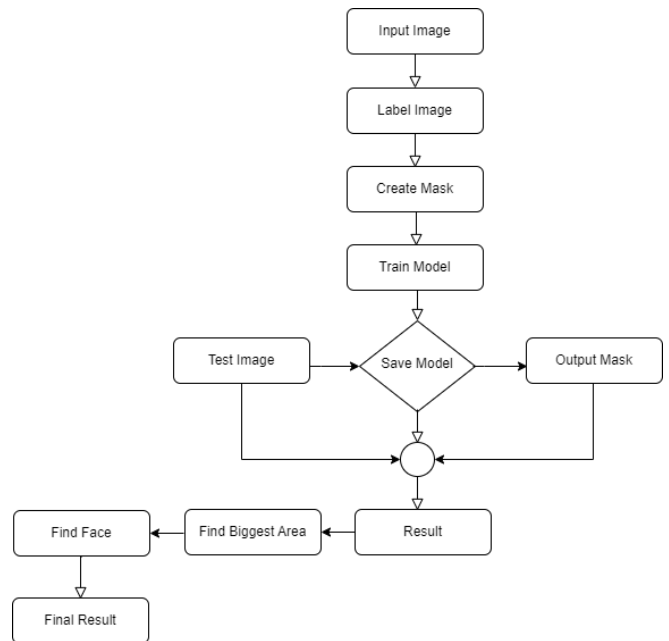 Input Image
Label Image
Create Mask
Train Model
Test Image
Save Model
Output Mask
Find Face
Find Biggest Area
Result
Final Result